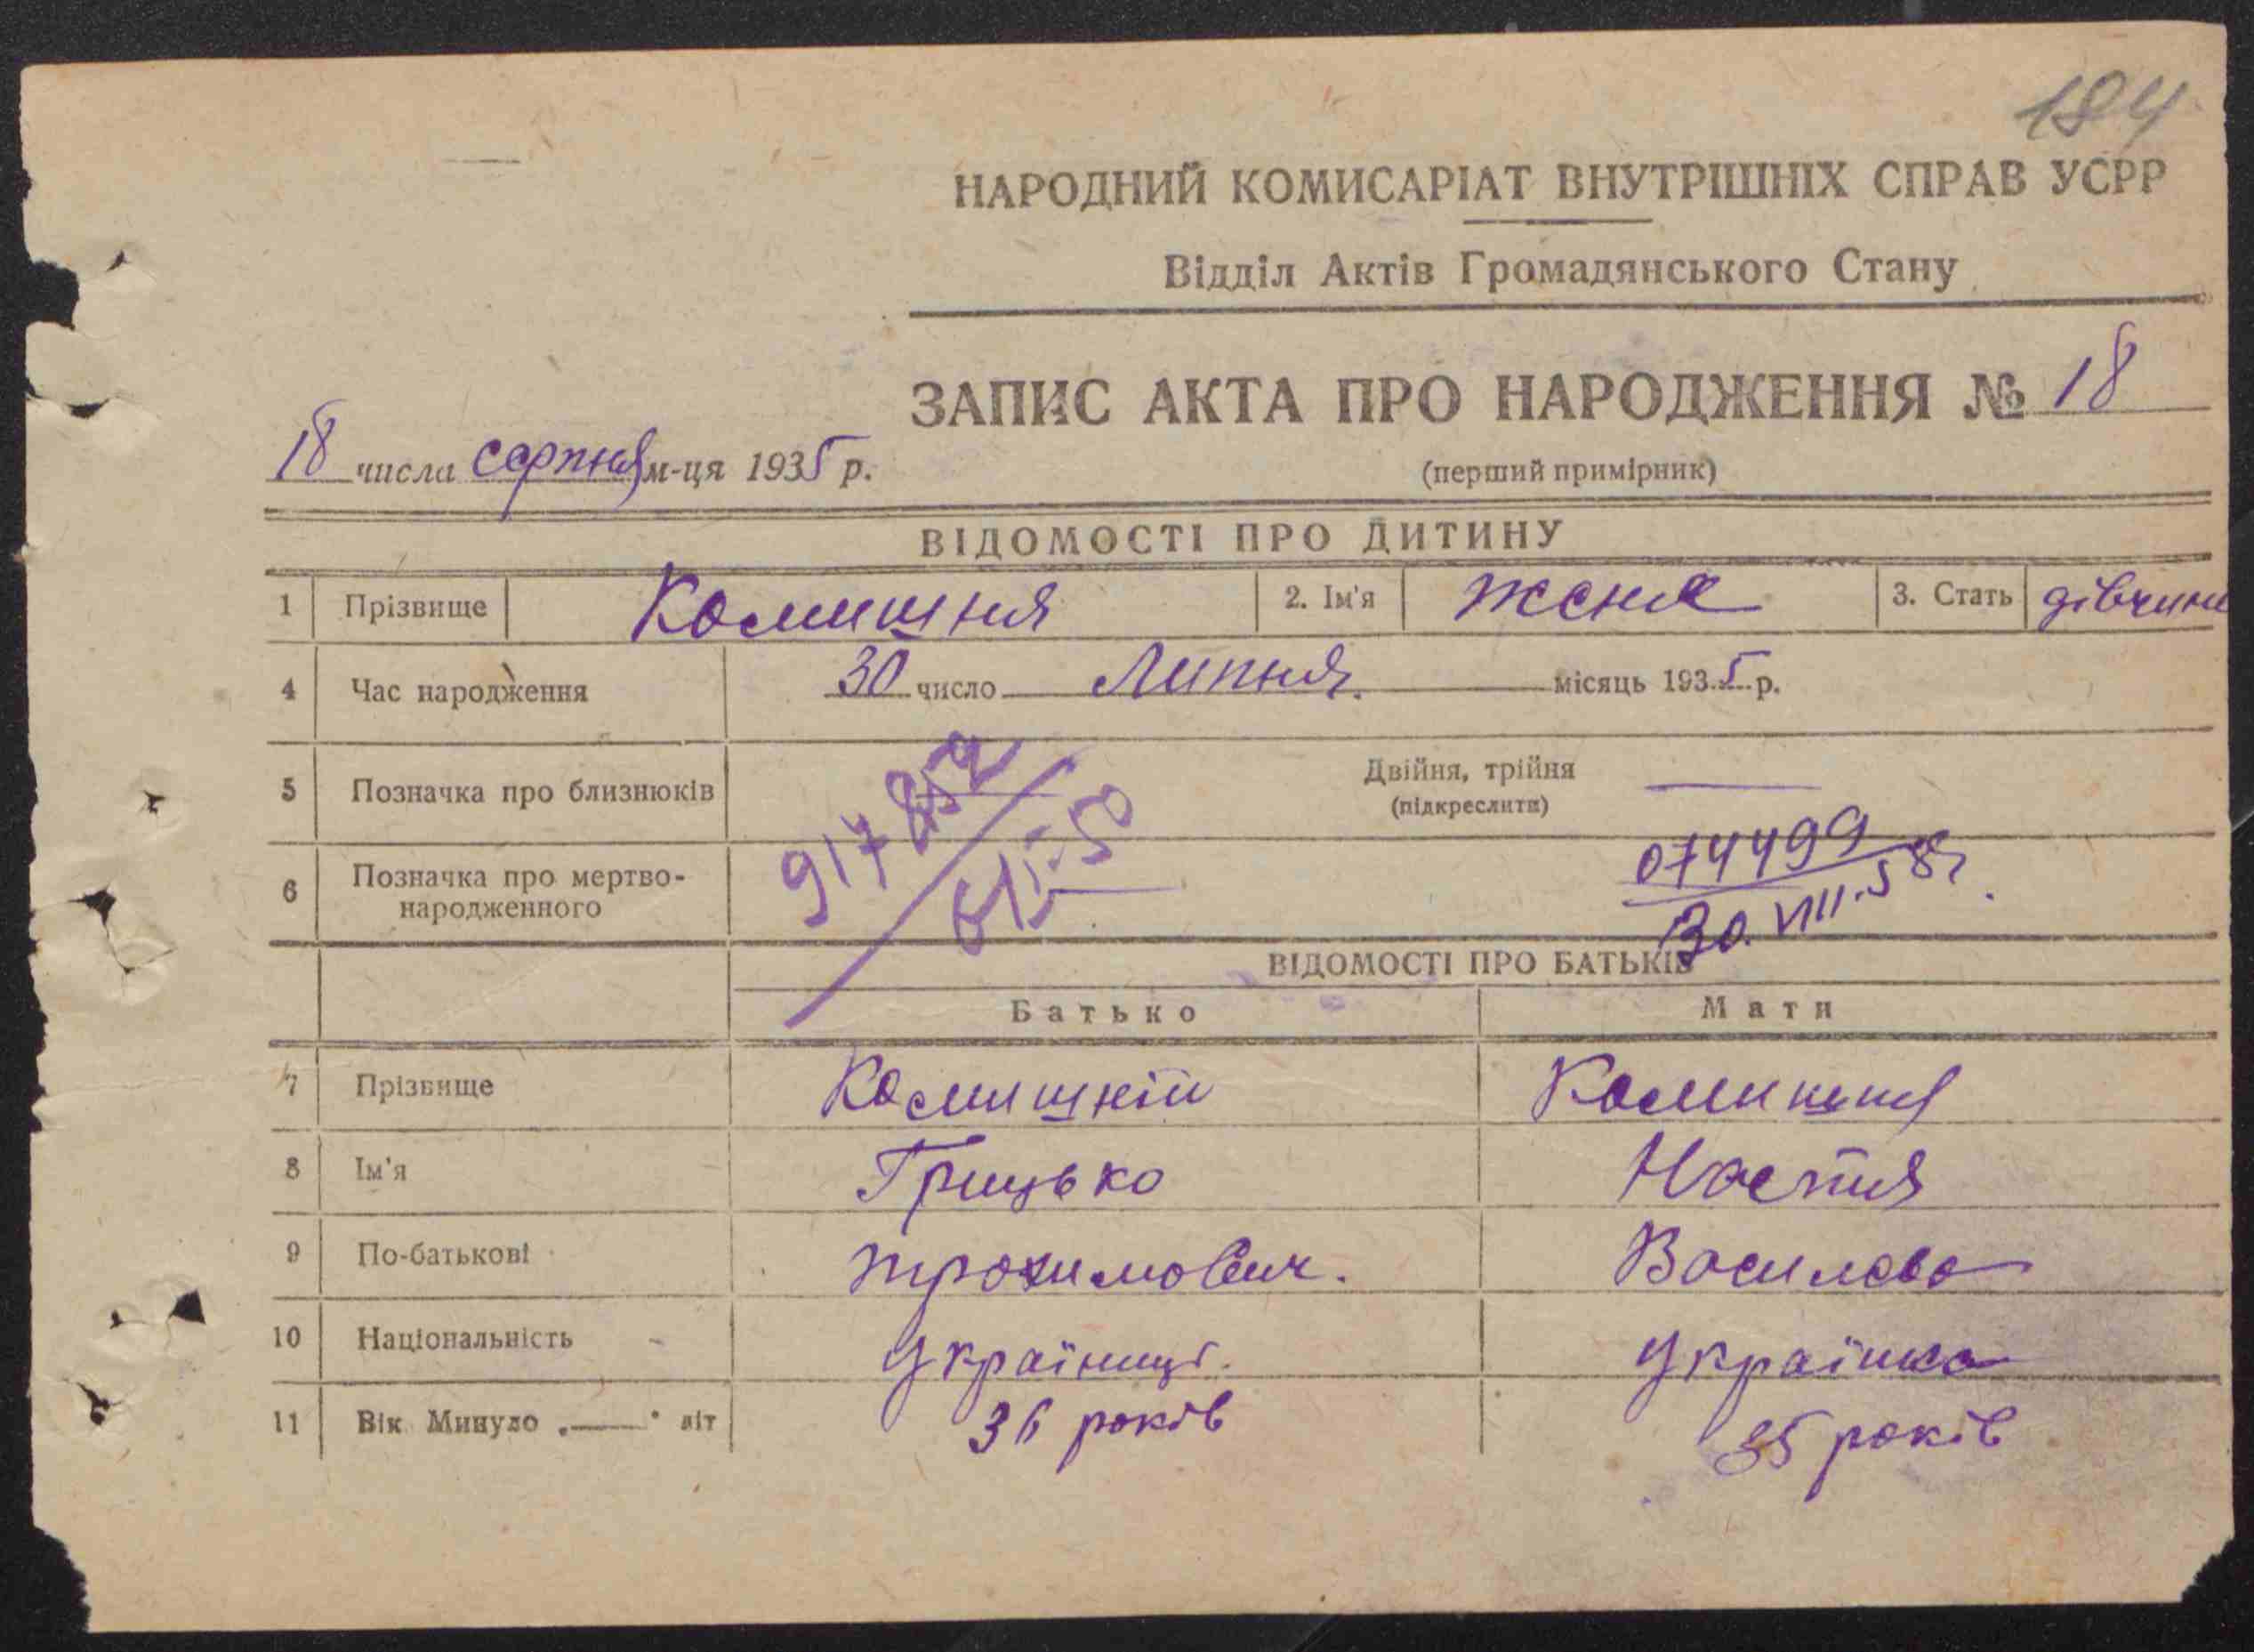 184
НАРОДНИЙ КОМИСАРІАТ ВНУТРІШНІХ СПРАВ УСРР
Відділ Актів Громадянського Стану
ЗАПИС АКТА ПРО НАРОДЖЕННЯ № 18
18 числа серпня м-ця 1935 р.
(перший примірник)
ВІДОМОСТІ ПРО ДИТИНУ
1 Прізвище Комишня 2. Ім'я Женя 3. Стать дівчина
4 Час народження 30 число Липня. місяць 1935 р.
5 Позначка про близнюків Двійня, трійня
(підкреслити)
917852
074499
6 Позначка про мертво-
народженного
30.VIII.58р.
ВІДОМОСТІ ПРО БАТЬКІВ
Батько Мати
7 Прізвище Комишній Комишня
8 Ім'я Грицько Настя
9 По-батькові Трохимович. Василева
10 Національність Українець. Українка
11 Вік Минуло „——" літ 36 років 35 років